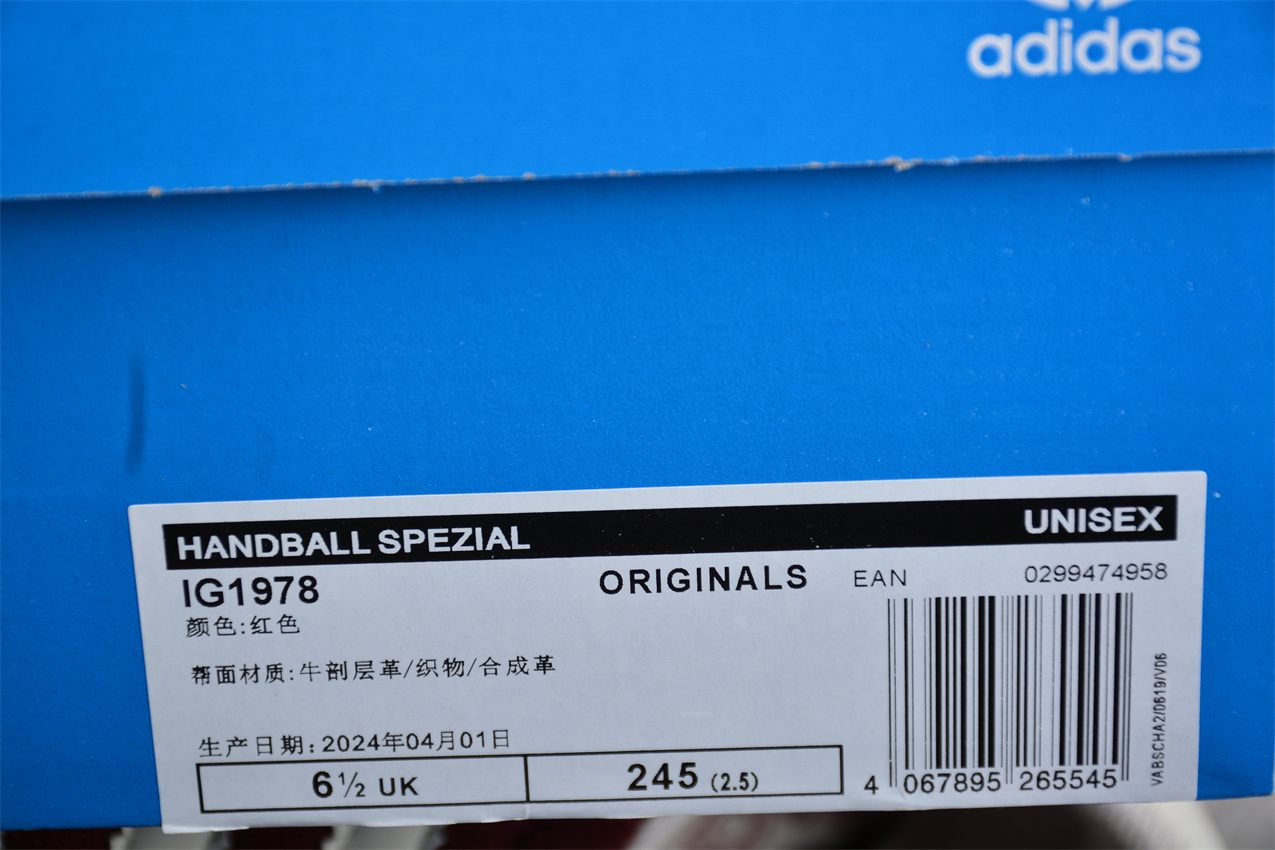 adidas
HANDBALL SPEZIAL UNISEX
IG1978 ORIGINALS EAN 0299474958
颜色:红色
帮面材质:牛剖层革/织物/合成革
生产日期:2024年04月01日
6½ UK 245 (2.5)
4 067895 265545
VABSCHA2/0619/V06